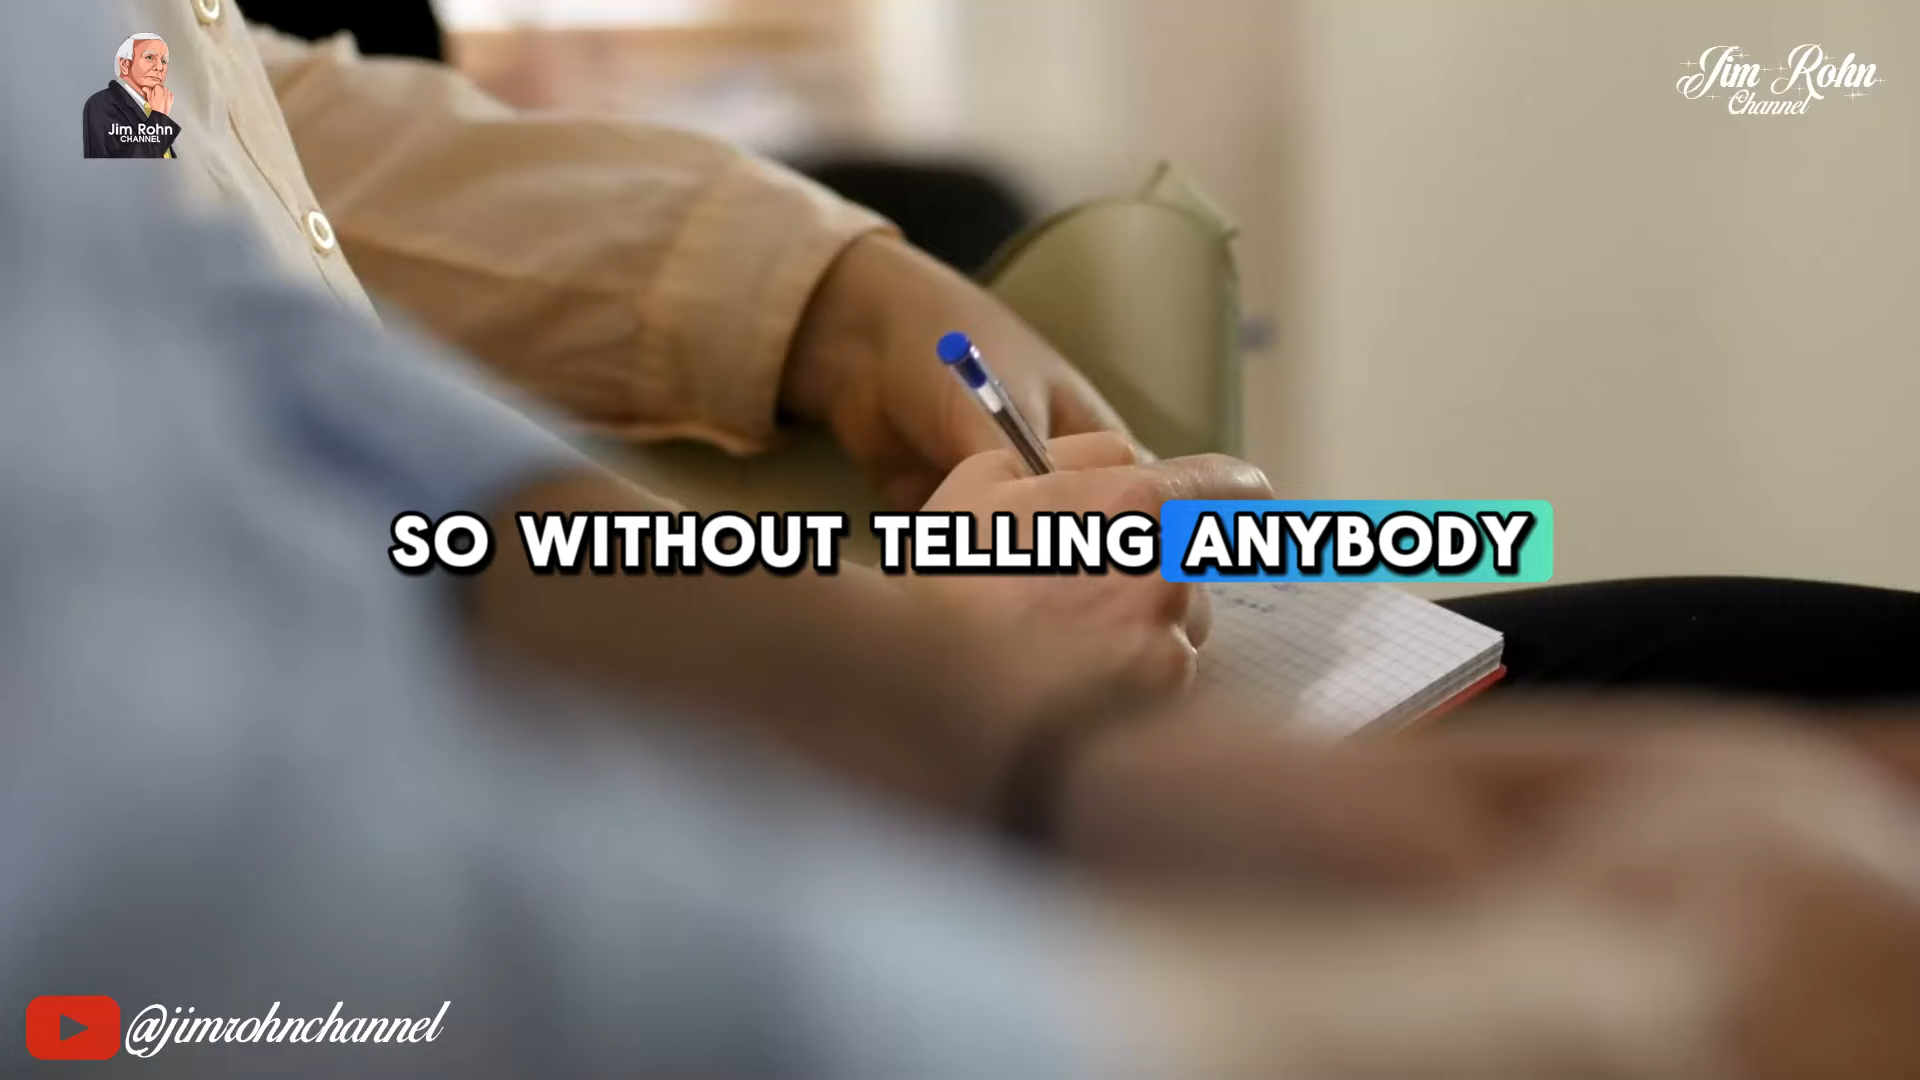 Jim Rohn
CHANNEL
Jim Rohn
Channel
SO WITHOUT TELLING ANYBODY
@jimrohnchannel